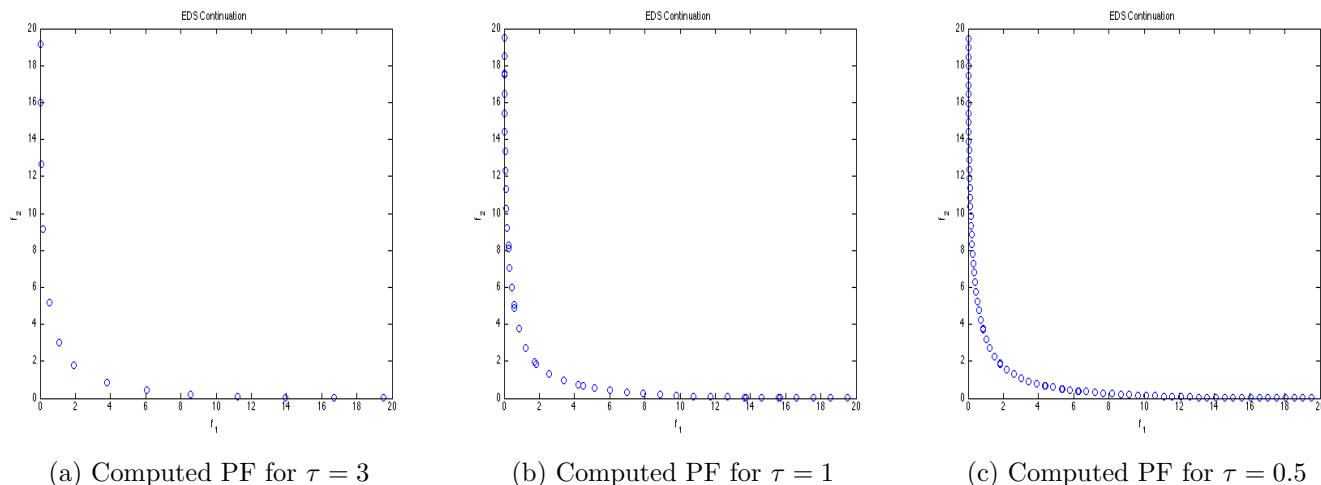 EDS Continuation
20
18
16
14
12
10
8
6
4
2
0
f₂
0 2 4 6 8 10 12 14 16 18 20
f₁
(a) Computed PF for τ = 3
EDS Continuation
20
18
16
14
12
10
8
6
4
2
0
f₂
0 2 4 6 8 10 12 14 16 18 20
f₁
(b) Computed PF for τ = 1
EDS Continuation
20
18
16
14
12
10
8
6
4
2
0
f₂
0 2 4 6 8 10 12 14 16 18 20
f₁
(c) Computed PF for τ = 0.5